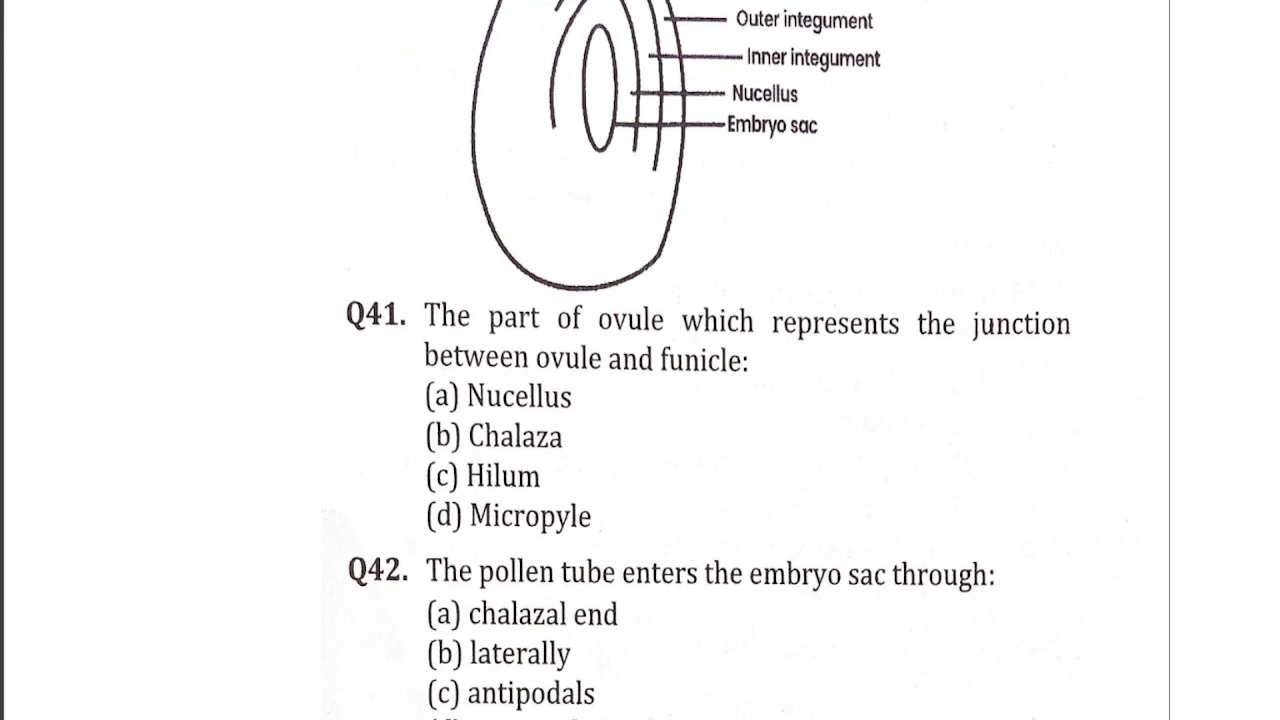 Outer integument
Inner integument
Nucellus
Embryo sac
Q41. The part of ovule which represents the junction
between ovule and funicle:
(a) Nucellus
(b) Chalaza
(c) Hilum
(d) Micropyle
Q42. The pollen tube enters the embryo sac through:
(a) chalazal end
(b) laterally
(c) antipodals